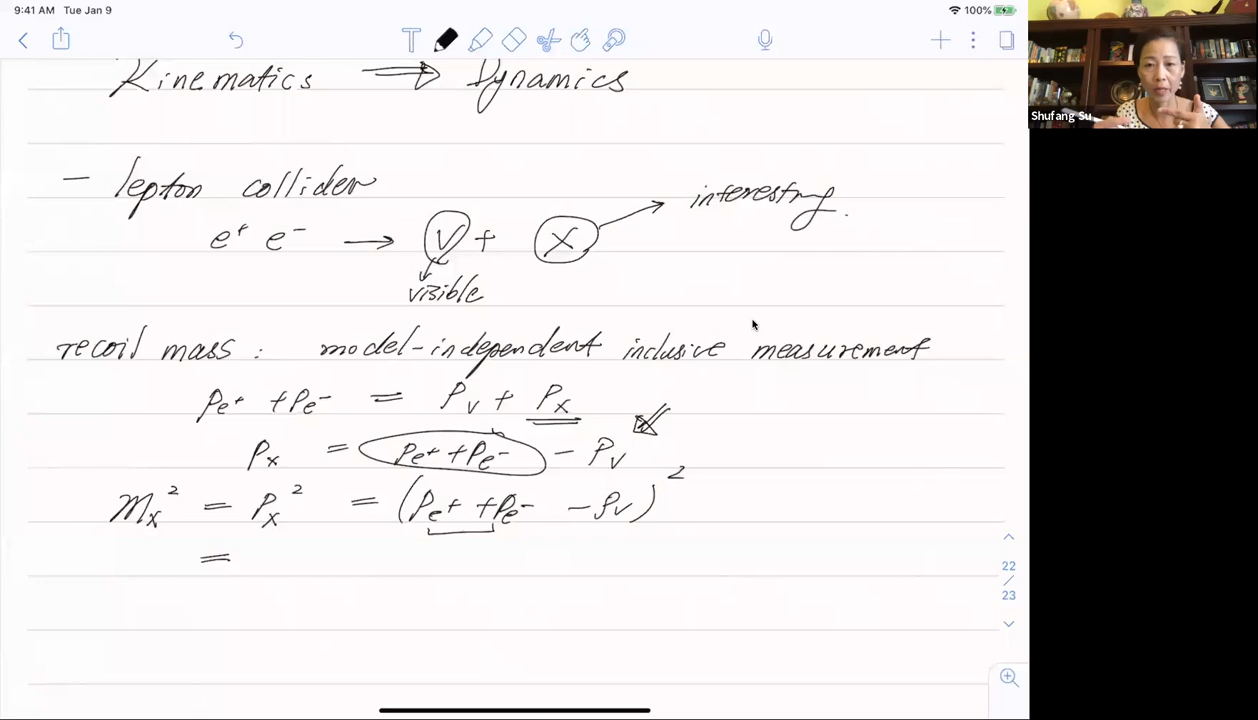 9:41 AM Tue Jan 9
100%
Kinematics ⟹ Dynamics
Shufang Su
- lepton collider
interesting.
e⁺ e⁻ → V + X
visible
recoil mass : model-independent inclusive measurement
Pe⁺ + Pe⁻ = Pv + Px
Px = Pe⁺ + Pe⁻ - Pv
Mx² = Px² = (Pe⁺ + Pe⁻ - Pv)²
=
22
/
23